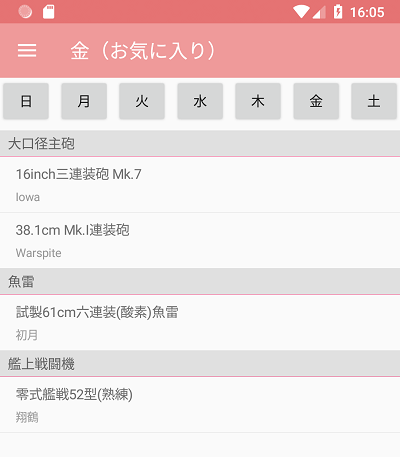 16:05
金（お気に入り）
日 月 火 水 木 金 土
大口径主砲
16inch三連装砲 Mk.7
Iowa
38.1cm Mk.I連装砲
Warspite
魚雷
試製61cm六連装(酸素)魚雷
初月
艦上戦闘機
零式艦戦52型(熟練)
翔鶴